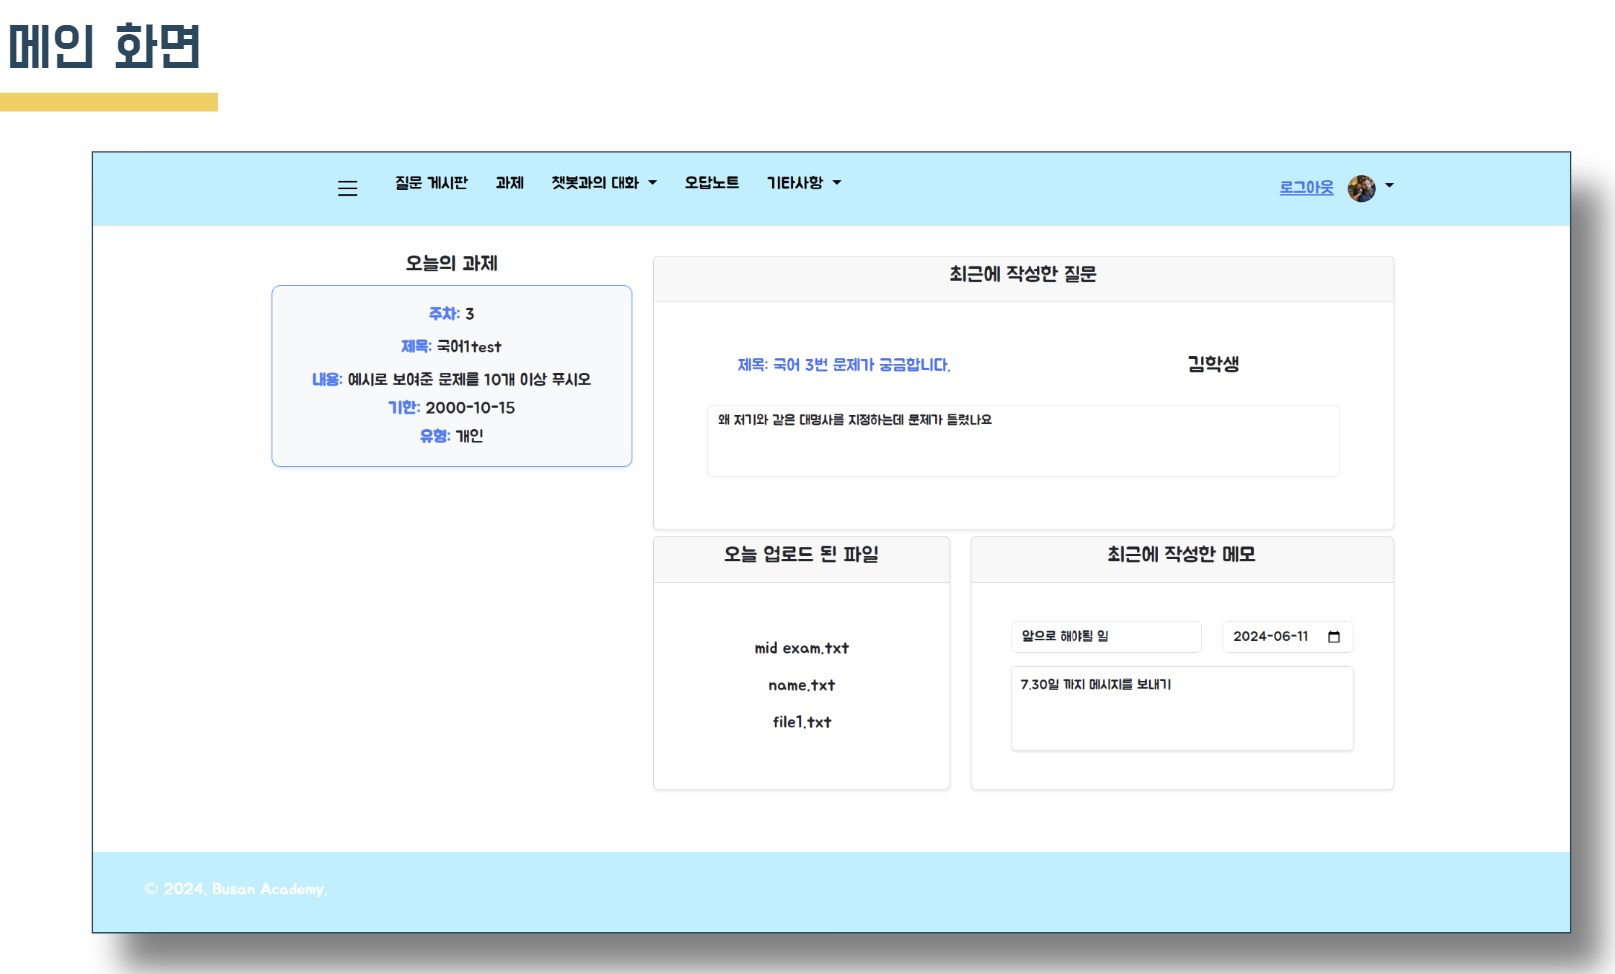 메인 화면
질문 게시판 과제 챗봇과의 대화 오답노트 기타사항 로그아웃
오늘의 과제
주차: 3
제목: 국어1test
내용: 예시로 보여준 문제를 10개 이상 푸시오
기한: 2000-10-15
유형: 개인
최근에 작성한 질문
제목: 국어 3번 문제가 궁금합니다. 김학생
왜 저기와 같은 대명사를 지정하는데 문제가 틀렸나요
오늘 업로드 된 파일
mid exam.txt
name.txt
file1.txt
최근에 작성한 메모
앞으로 해야될 일 2024-06-11
7.30일 까지 메시지를 보내기
© 2024. Busan Academy.